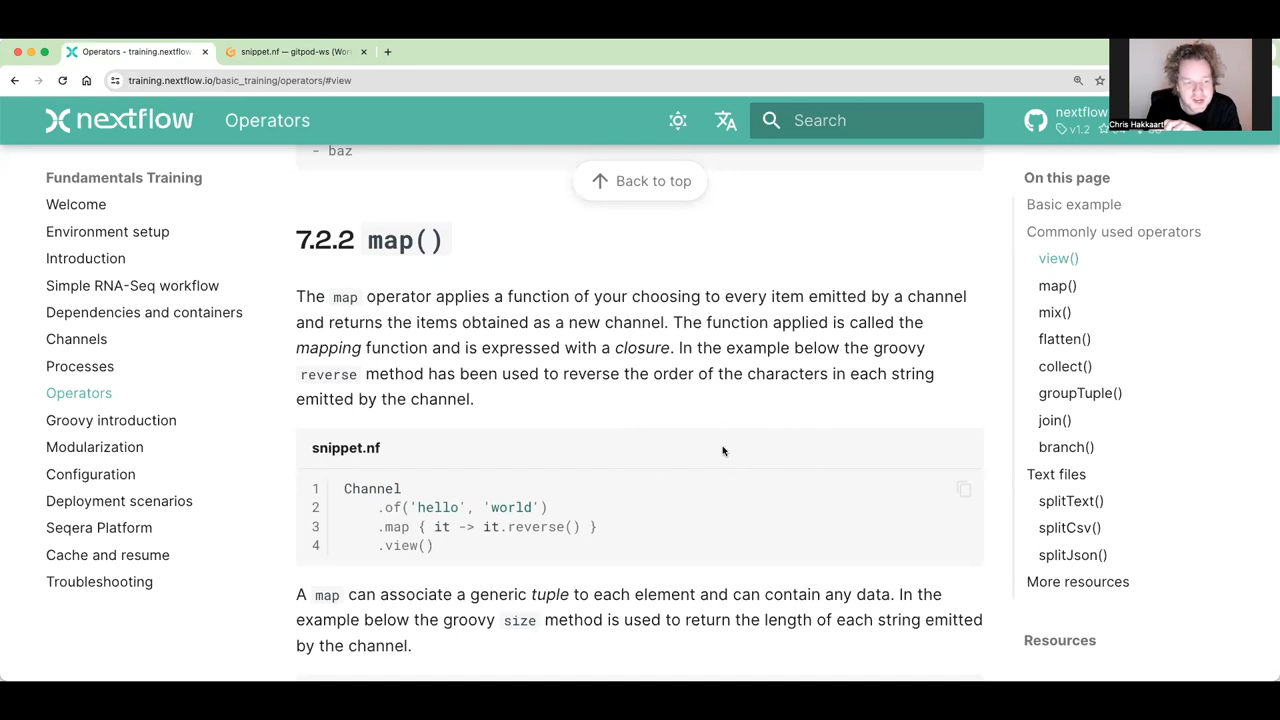 Operators - training.nextflow
snippet.nf — gitpod-ws (Wor
training.nextflow.io/basic_training/operators/#view
nextflow
Operators
Search
nextflow
v1.2
Chris Hakkaart
- baz
Back to top
Fundamentals Training
Welcome
Environment setup
Introduction
Simple RNA-Seq workflow
Dependencies and containers
Channels
Processes
Operators
Groovy introduction
Modularization
Configuration
Deployment scenarios
Seqera Platform
Cache and resume
Troubleshooting
7.2.2 map()
The map operator applies a function of your choosing to every item emitted by a channel
and returns the items obtained as a new channel. The function applied is called the
mapping function and is expressed with a closure. In the example below the groovy
reverse method has been used to reverse the order of the characters in each string
emitted by the channel.
snippet.nf
1 Channel
2 .of('hello', 'world')
3 .map { it -> it.reverse() }
4 .view()
A map can associate a generic tuple to each element and can contain any data. In the
example below the groovy size method is used to return the length of each string emitted
by the channel.
On this page
Basic example
Commonly used operators
view()
map()
mix()
flatten()
collect()
groupTuple()
join()
branch()
Text files
splitText()
splitCsv()
splitJson()
More resources
Resources